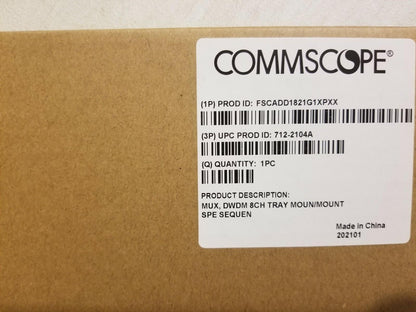 COMMSCOPE®
(1P) PROD ID: FSCADD1821G1XPXX
(3P) UPC PROD ID: 712-2104A
(Q) QUANTITY: 1PC
PRODUCT DESCRIPTION:
MUX, DWDM 8CH TRAY MOUN/MOUNT
SPE SEQUEN
Made in China
202101